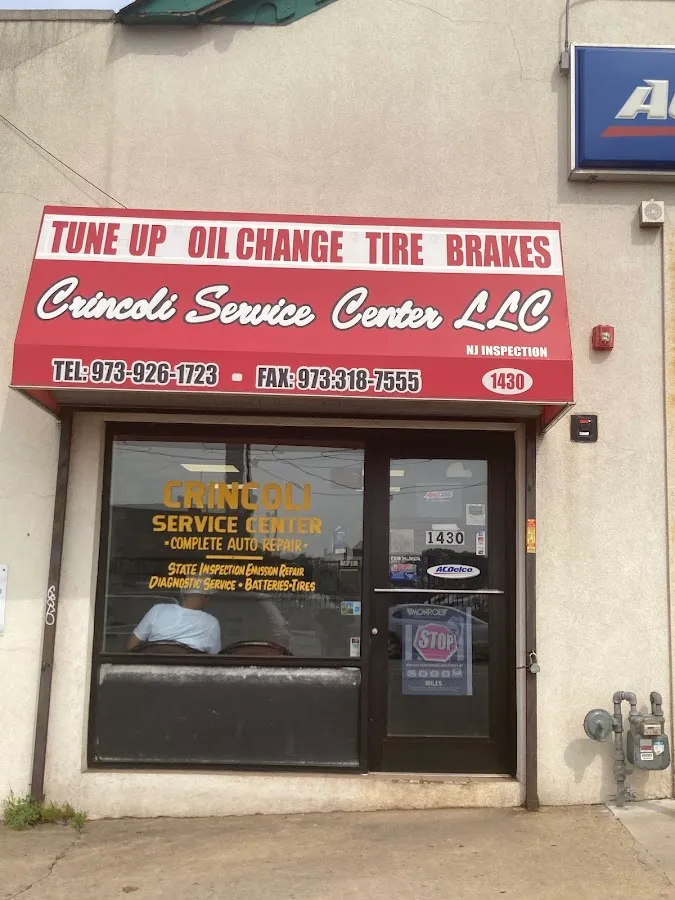 TUNE UP OIL CHANGE TIRE BRAKES
Crincoli Service Center LLC
NJ INSPECTION
TEL: 973-926-1723 • FAX: 973:318-7555
1430
CRINCOLI
SERVICE CENTER
• COMPLETE AUTO REPAIR •
STATE INSPECTION EMISSION REPAIR
DIAGNOSTIC SERVICE • BATTERIES-TIRES
1430
ACDelco
MONROE
STOP
MILES